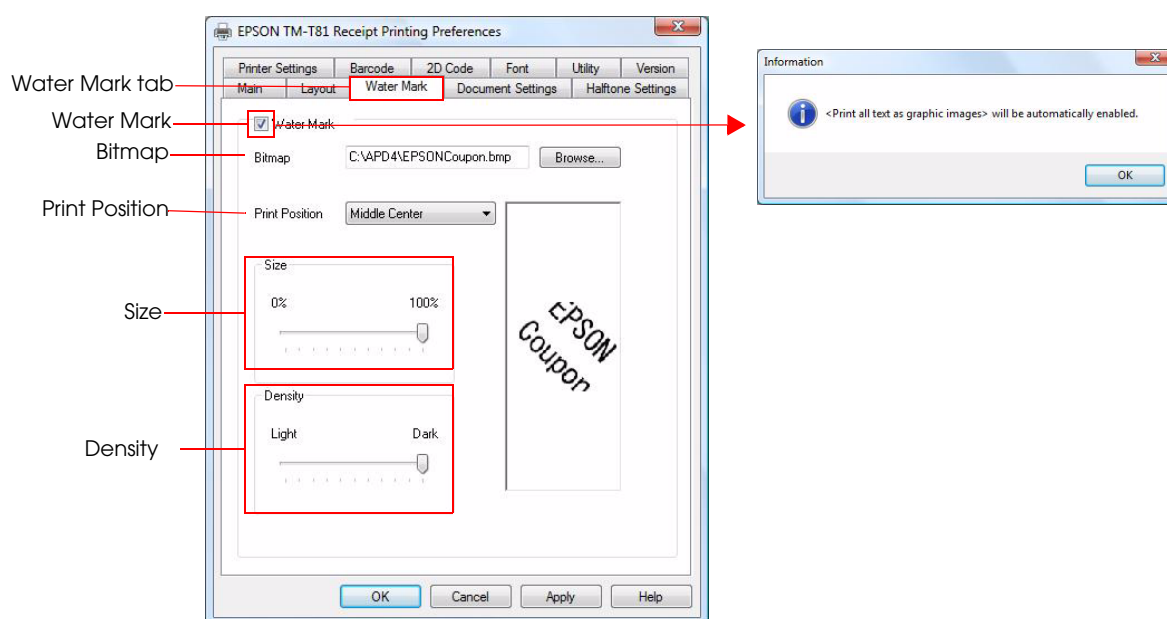 EPSON TM-T81 Receipt Printing Preferences
Printer Settings Barcode 2D Code Font Utility Version
Main Layout Water Mark Document Settings Halftone Settings
Water Mark tab
Water Mark
Water Mark
Bitmap
Bitmap C:\APD4\EPSONCoupon.bmp Browse...
Print Position
Print Position Middle Center
Size
Size
0% 100%
EPSON
Coupon
Density
Density
Light Dark
OK Cancel Apply Help
Information
<Print all text as graphic images> will be automatically enabled.
OK